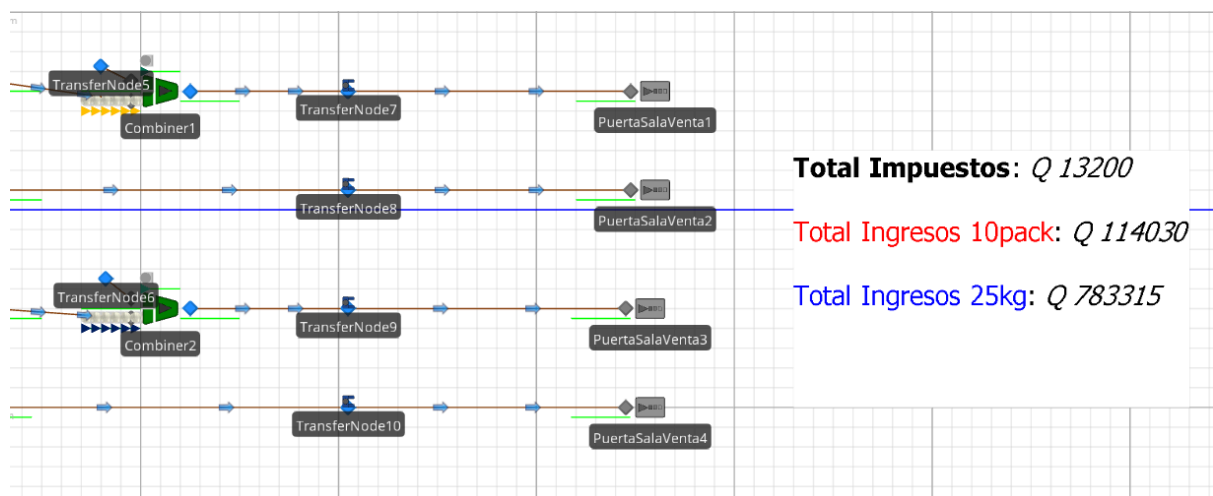 TransferNode5
Combiner1
TransferNode7
PuertaSalaVenta1
TransferNode8
PuertaSalaVenta2
TransferNode6
Combiner2
TransferNode9
PuertaSalaVenta3
TransferNode10
PuertaSalaVenta4
Total Impuestos: Q 13200
Total Ingresos 10pack: Q 114030
Total Ingresos 25kg: Q 783315